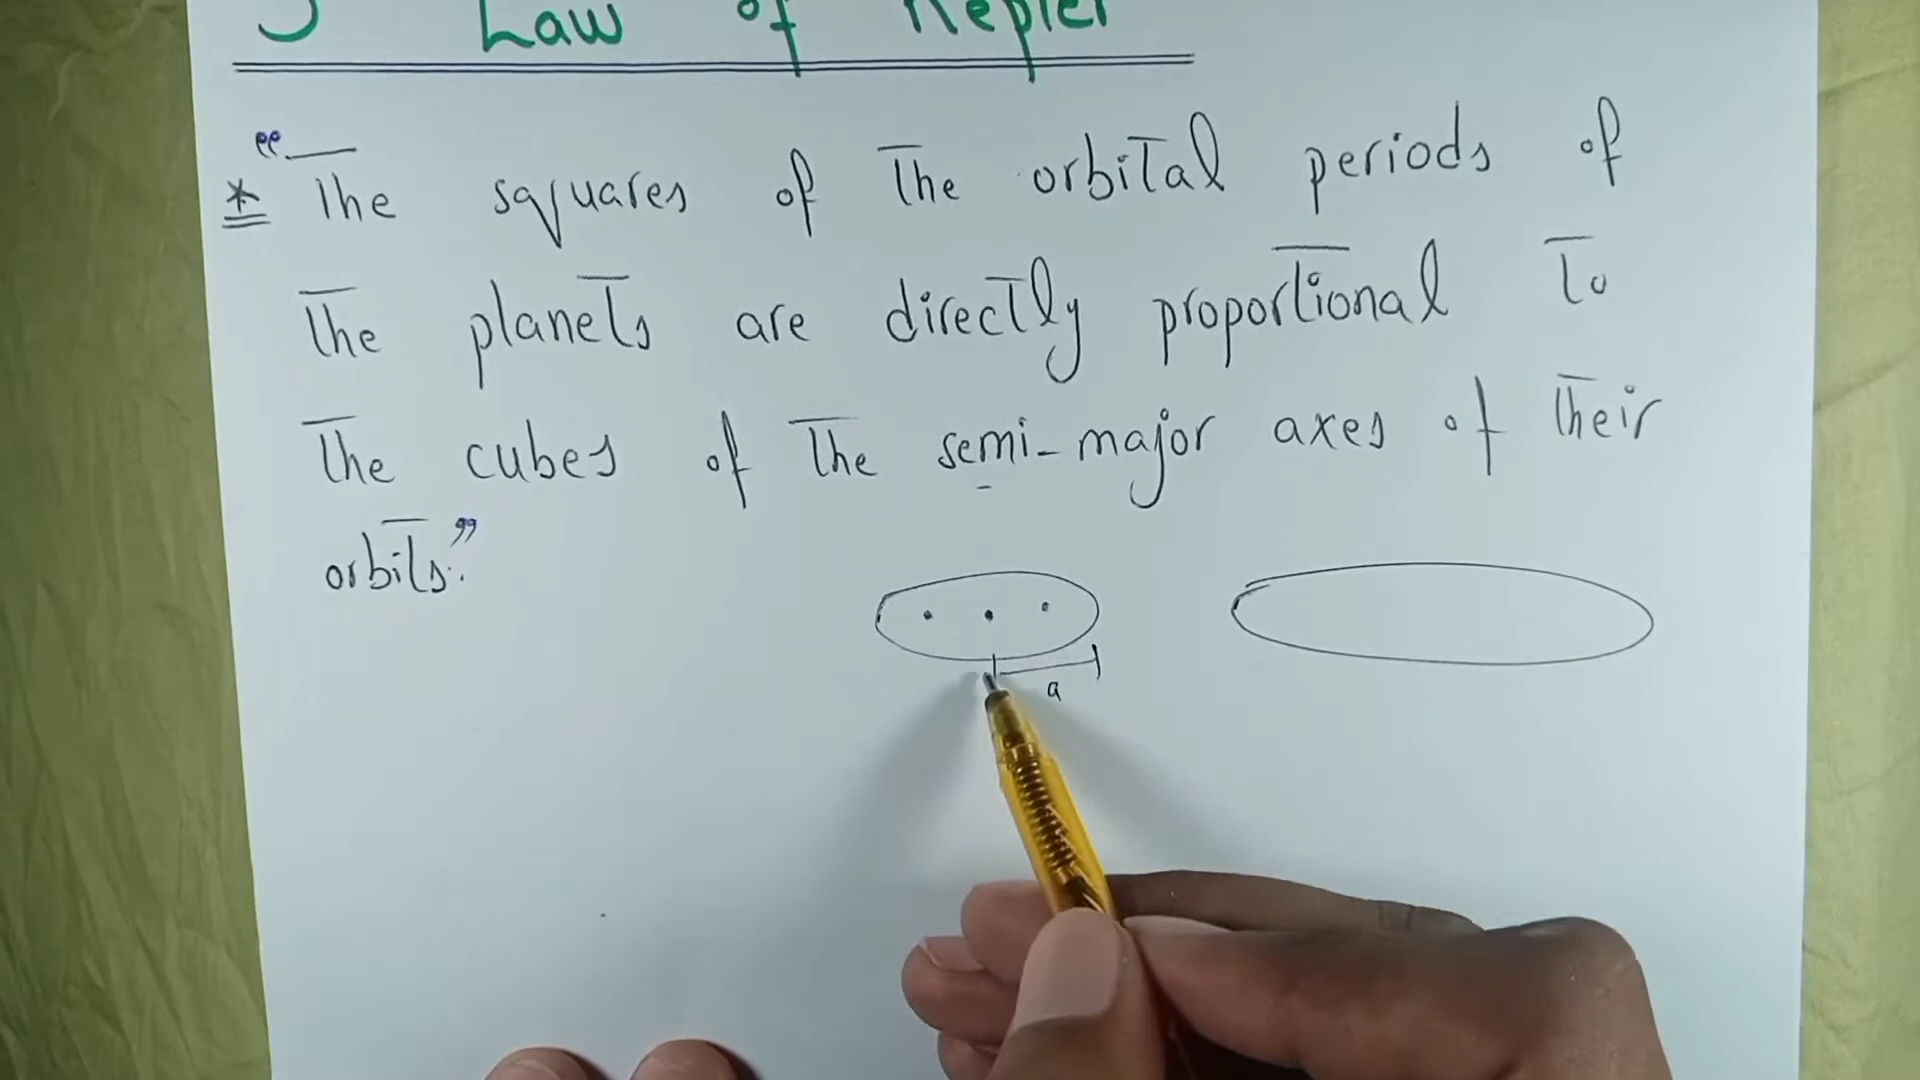 Law of Kepler
* “The squares of the orbital periods of
the planets are directly proportional to
the cubes of the semi-major axes of their
orbits.”
a